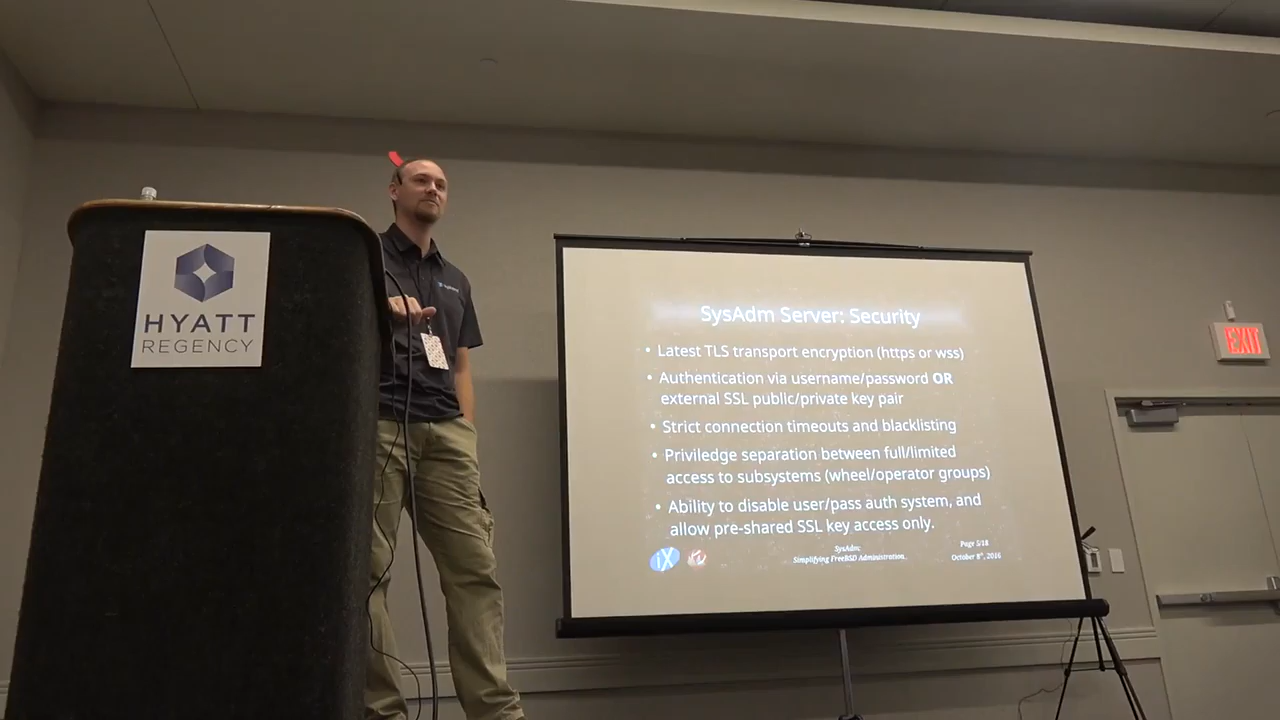 HYATT
REGENCY
SysAdm Server: Security
• Latest TLS transport encryption (https or wss)
• Authentication via username/password OR
external SSL public/private key pair
• Strict connection timeouts and blacklisting
• Priviledge separation between full/limited
access to subsystems (wheel/operator groups)
• Ability to disable user/pass auth system, and
allow pre-shared SSL key access only.
iX
SysAdm:
Simplifying FreeBSD Administration.
Page 5/18
October 8th, 2016
EXIT